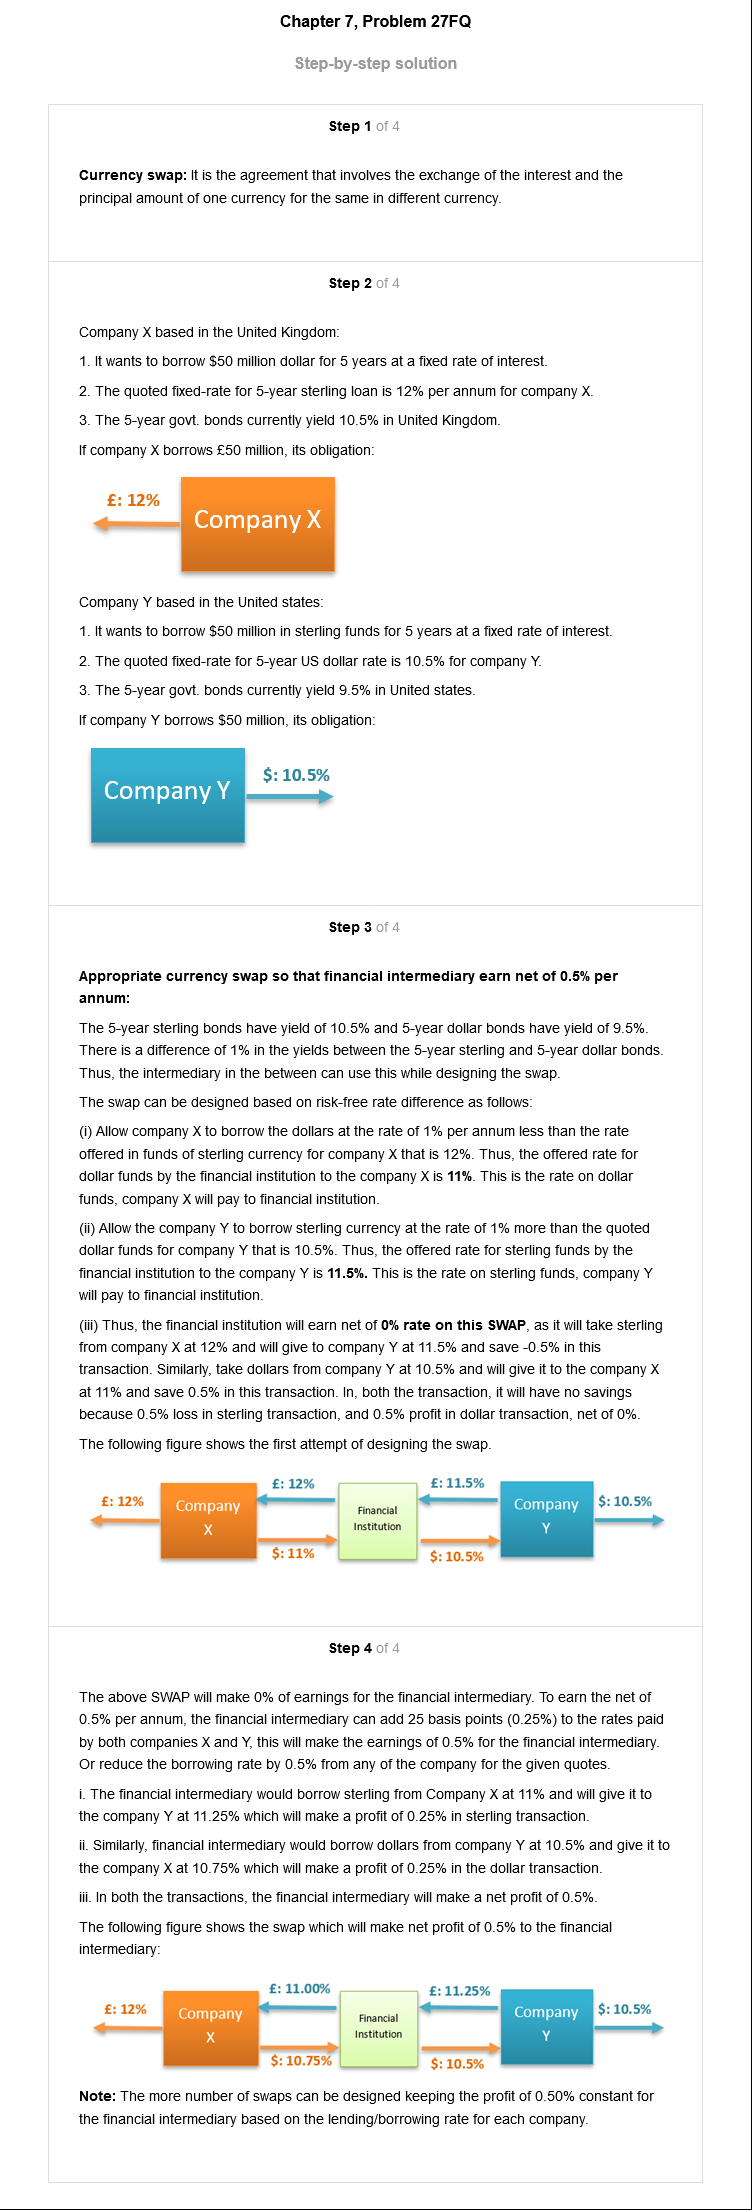 Chapter 7, Problem 27FQ
Step-by-step solution
Step 1 of 4
Currency swap: It is the agreement that involves the exchange of the interest and the
principal amount of one currency for the same in different currency.
Step 2 of 4
Company X based in the United Kingdom:
1. It wants to borrow $50 million dollar for 5 years at a fixed rate of interest.
2. The quoted fixed-rate for 5-year sterling loan is 12% per annum for company X.
3. The 5-year govt. bonds currently yield 10.5% in United Kingdom.
If company X borrows £50 million, its obligation:
£: 12%
Company X
Company Y based in the United states:
1. It wants to borrow $50 million in sterling funds for 5 years at a fixed rate of interest.
2. The quoted fixed-rate for 5-year US dollar rate is 10.5% for company Y.
3. The 5-year govt. bonds currently yield 9.5% in United states.
If company Y borrows $50 million, its obligation:
Company Y
$: 10.5%
Step 3 of 4
Appropriate currency swap so that financial intermediary earn net of 0.5% per
annum:
The 5-year sterling bonds have yield of 10.5% and 5-year dollar bonds have yield of 9.5%.
There is a difference of 1% in the yields between the 5-year sterling and 5-year dollar bonds.
Thus, the intermediary in the between can use this while designing the swap.
The swap can be designed based on risk-free rate difference as follows:
(i) Allow company X to borrow the dollars at the rate of 1% per annum less than the rate
offered in funds of sterling currency for company X that is 12%. Thus, the offered rate for
dollar funds by the financial institution to the company X is 11%. This is the rate on dollar
funds, company X will pay to financial institution.
(ii) Allow the company Y to borrow sterling currency at the rate of 1% more than the quoted
dollar funds for company Y that is 10.5%. Thus, the offered rate for sterling funds by the
financial institution to the company Y is 11.5%. This is the rate on sterling funds, company Y
will pay to financial institution.
(iii) Thus, the financial institution will earn net of 0% rate on this SWAP, as it will take sterling
from company X at 12% and will give to company Y at 11.5% and save -0.5% in this
transaction. Similarly, take dollars from company Y at 10.5% and will give it to the company X
at 11% and save 0.5% in this transaction. In, both the transaction, it will have no savings
because 0.5% loss in sterling transaction, and 0.5% profit in dollar transaction, net of 0%.
The following figure shows the first attempt of designing the swap.
£: 12%
Company
X
£: 12%
$: 11%
Financial
Institution
£: 11.5%
$: 10.5%
Company
Y
$: 10.5%
Step 4 of 4
The above SWAP will make 0% of earnings for the financial intermediary. To earn the net of
0.5% per annum, the financial intermediary can add 25 basis points (0.25%) to the rates paid
by both companies X and Y, this will make the earnings of 0.5% for the financial intermediary.
Or reduce the borrowing rate by 0.5% from any of the company for the given quotes.
i. The financial intermediary would borrow sterling from Company X at 11% and will give it to
the company Y at 11.25% which will make a profit of 0.25% in sterling transaction.
ii. Similarly, financial intermediary would borrow dollars from company Y at 10.5% and give it to
the company X at 10.75% which will make a profit of 0.25% in the dollar transaction.
iii. In both the transactions, the financial intermediary will make a net profit of 0.5%.
The following figure shows the swap which will make net profit of 0.5% to the financial
intermediary:
£: 12%
Company
X
£: 11.00%
$: 10.75%
Financial
Institution
£: 11.25%
$: 10.5%
Company
Y
$: 10.5%
Note: The more number of swaps can be designed keeping the profit of 0.50% constant for
the financial intermediary based on the lending/borrowing rate for each company.